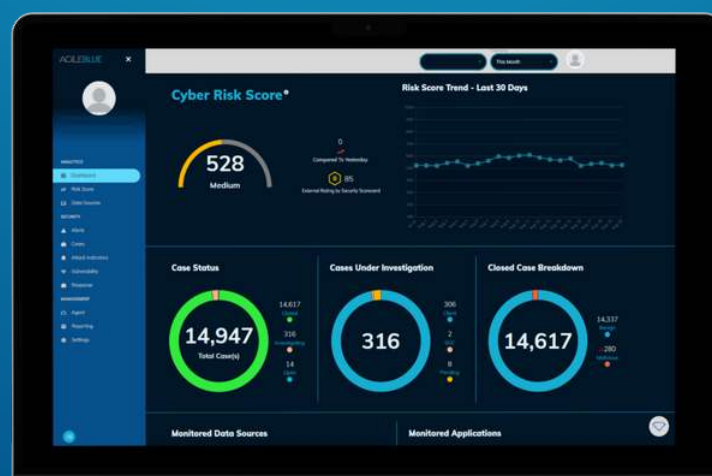 AGILEBLUE ×
This Month
Cyber Risk Score
528
Medium
0
Compared To Yesterday
85
External Rating by Security Scorecard
Risk Score Trend - Last 30 Days
ANALYTICS
Dashboard
Risk Score
Data Sources
SECURITY
Alerts
Cases
Attack Indicators
Vulnerability
Response
MANAGEMENT
Agent
Reporting
Settings
Case Status
14,947
Total Case(s)
14,617
Closed
316
Investigating
14
Open
Cases Under Investigation
316
306
Client
2
SOC
8
Pending
Closed Case Breakdown
14,617
14,337
Benign
280
Malicious
Monitored Data Sources
Monitored Applications